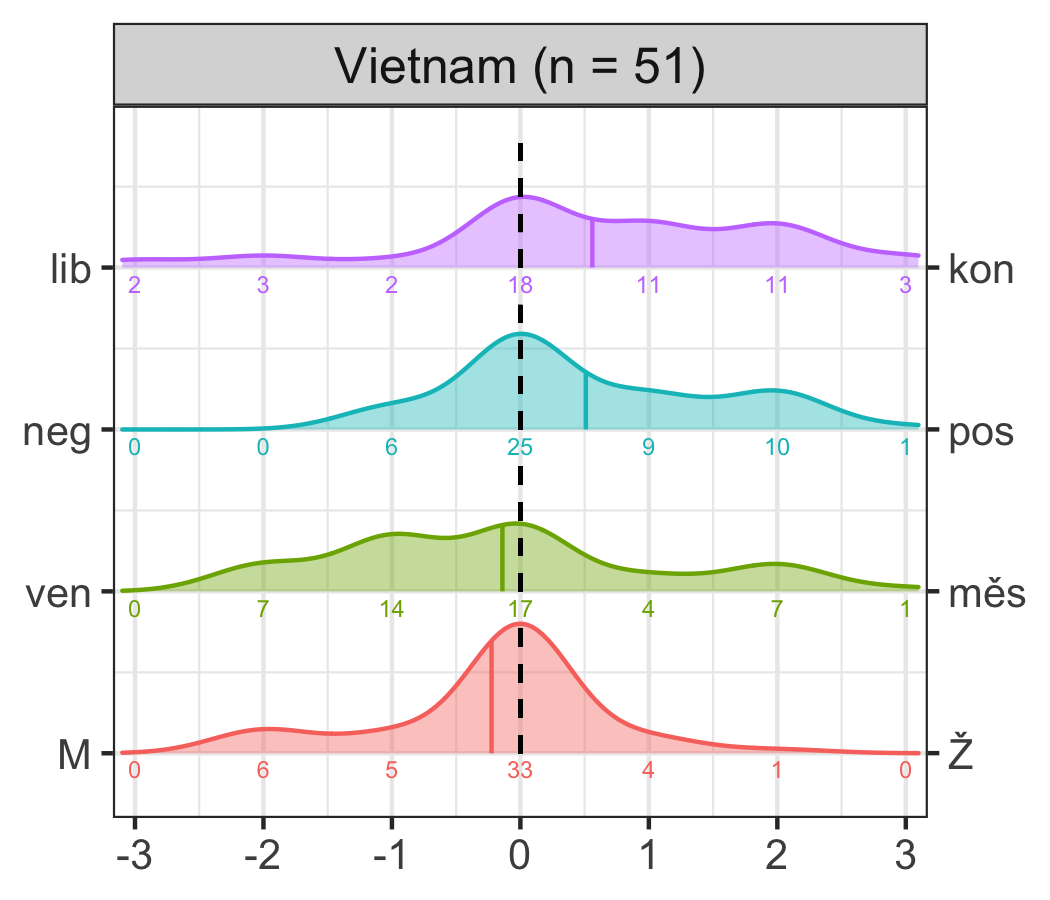 Vietnam (n = 51)
lib kon
2 3 2 18 11 11 3
neg pos
0 0 6 25 9 10 1
ven měs
0 7 14 17 4 7 1
M Ž
0 6 5 33 4 1 0
-3 -2 -1 0 1 2 3